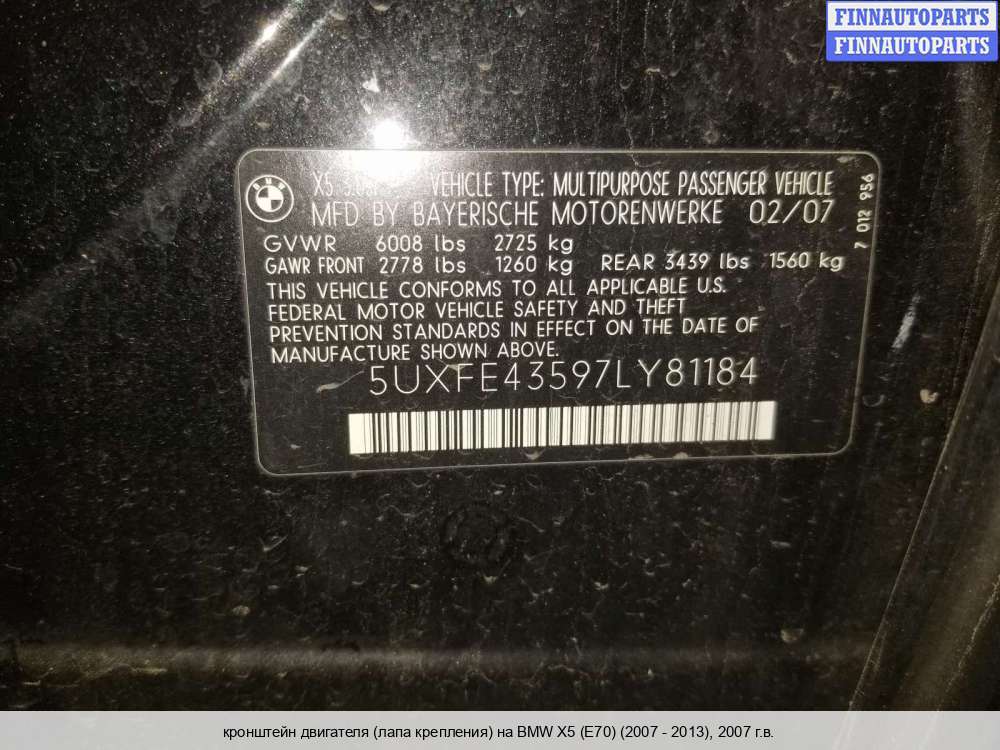 FINNAUTOPARTS
FINNAUTOPARTS
BMW
X5 VEHICLE TYPE: MULTIPURPOSE PASSENGER VEHICLE
MFD BY BAYERISCHE MOTORENWERKE 02/07
7 012 956
GVWR 6008 lbs 2725 kg
GAWR FRONT 2778 lbs 1260 kg REAR 3439 lbs 1560 kg
THIS VEHICLE CONFORMS TO ALL APPLICABLE U.S.
FEDERAL MOTOR VEHICLE SAFETY AND THEFT
PREVENTION STANDARDS IN EFFECT ON THE DATE OF
MANUFACTURE SHOWN ABOVE.
5UXFE43597LY81184
кронштейн двигателя (лапа крепления) на BMW X5 (E70) (2007 - 2013), 2007 г.в.